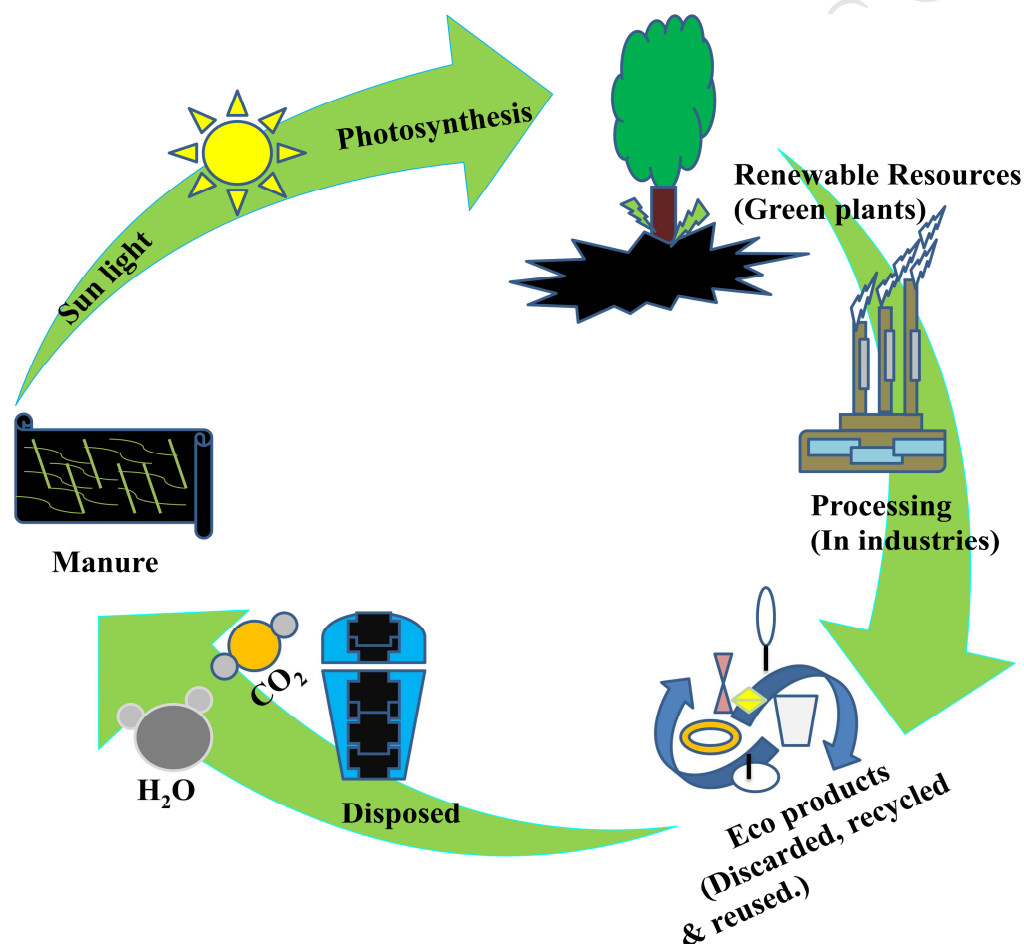 Photosynthesis
Sun light
Renewable Resources
(Green plants)
Processing
(In industries)
Manure
CO₂
H₂O
Disposed
Eco products
(Discarded, recycled
& reused.)